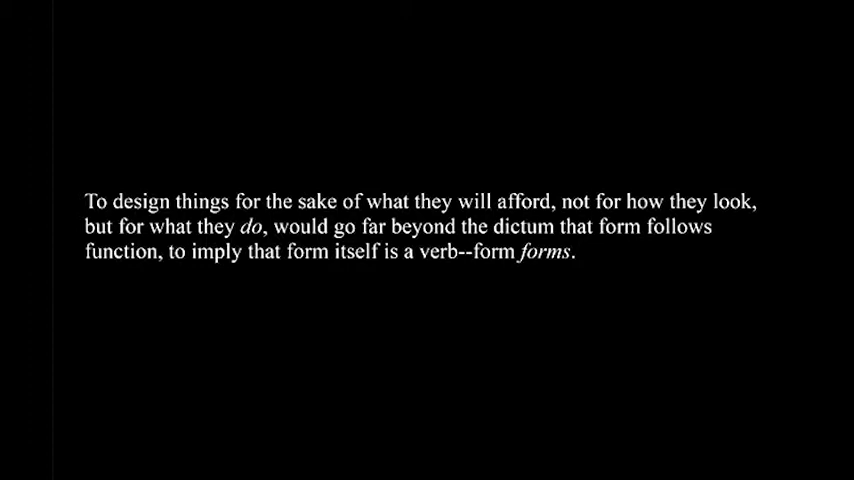 To design things for the sake of what they will afford, not for how they look,
but for what they do, would go far beyond the dictum that form follows
function, to imply that form itself is a verb--form forms.